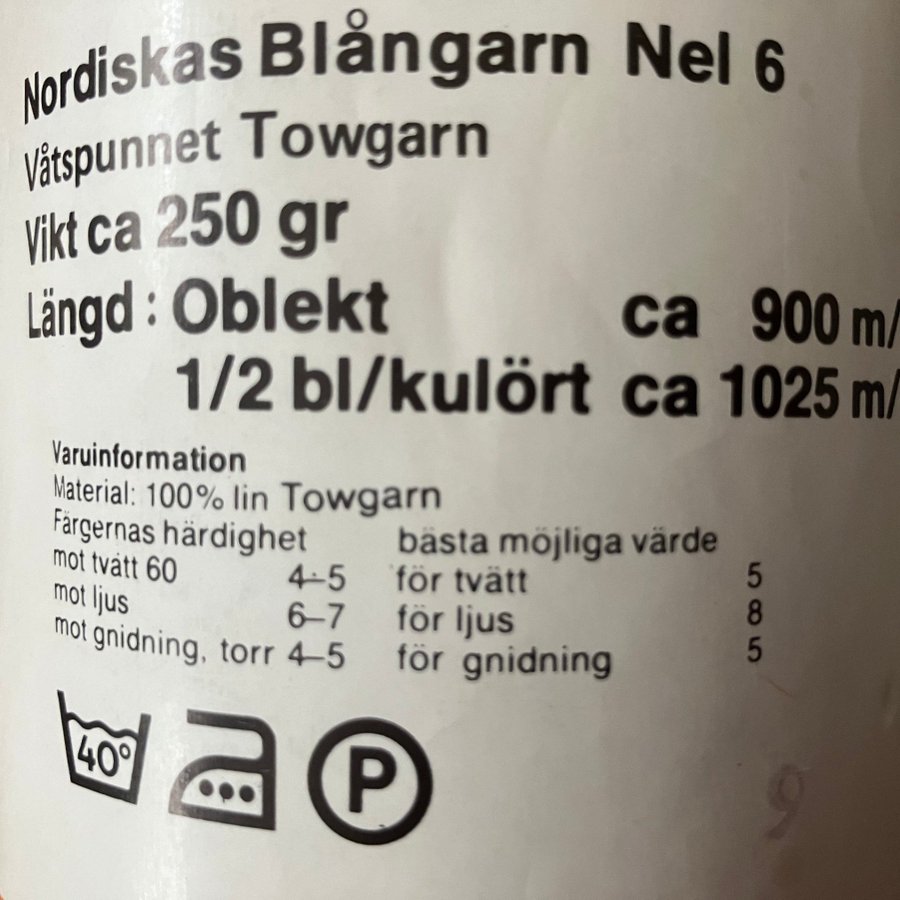 Nordiskas Blångarn Nel 6
Våtspunnet Towgarn
Vikt ca 250 gr
Längd : Oblekt ca 900 m/
1/2 bl/kulört ca 1025 m/
Varuinformation
Material: 100% lin Towgarn
Färgernas härdighet bästa möjliga värde
mot tvätt 60 4–5 för tvätt 5
mot ljus 6–7 för ljus 8
mot gnidning, torr 4–5 för gnidning 5
40° P
9